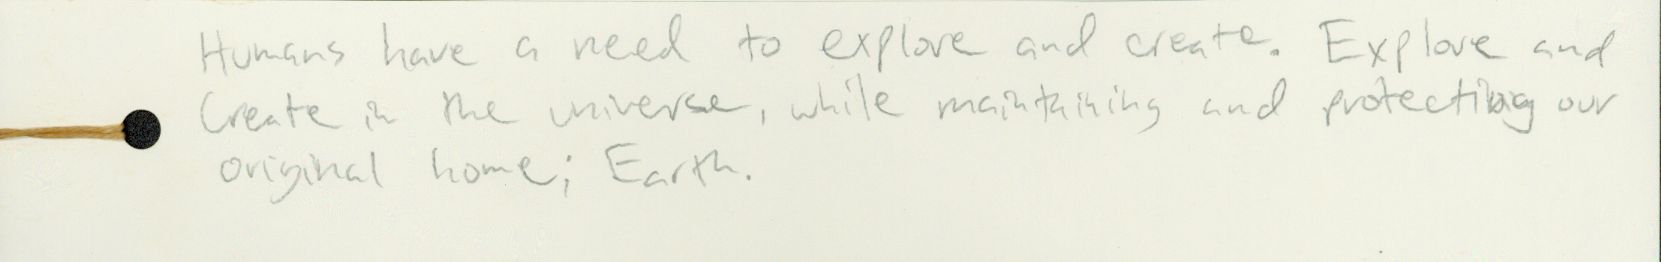 Humans have a need to explore and create. Explore and
Create in the universe, while maintaining and protecting our
original home; Earth.